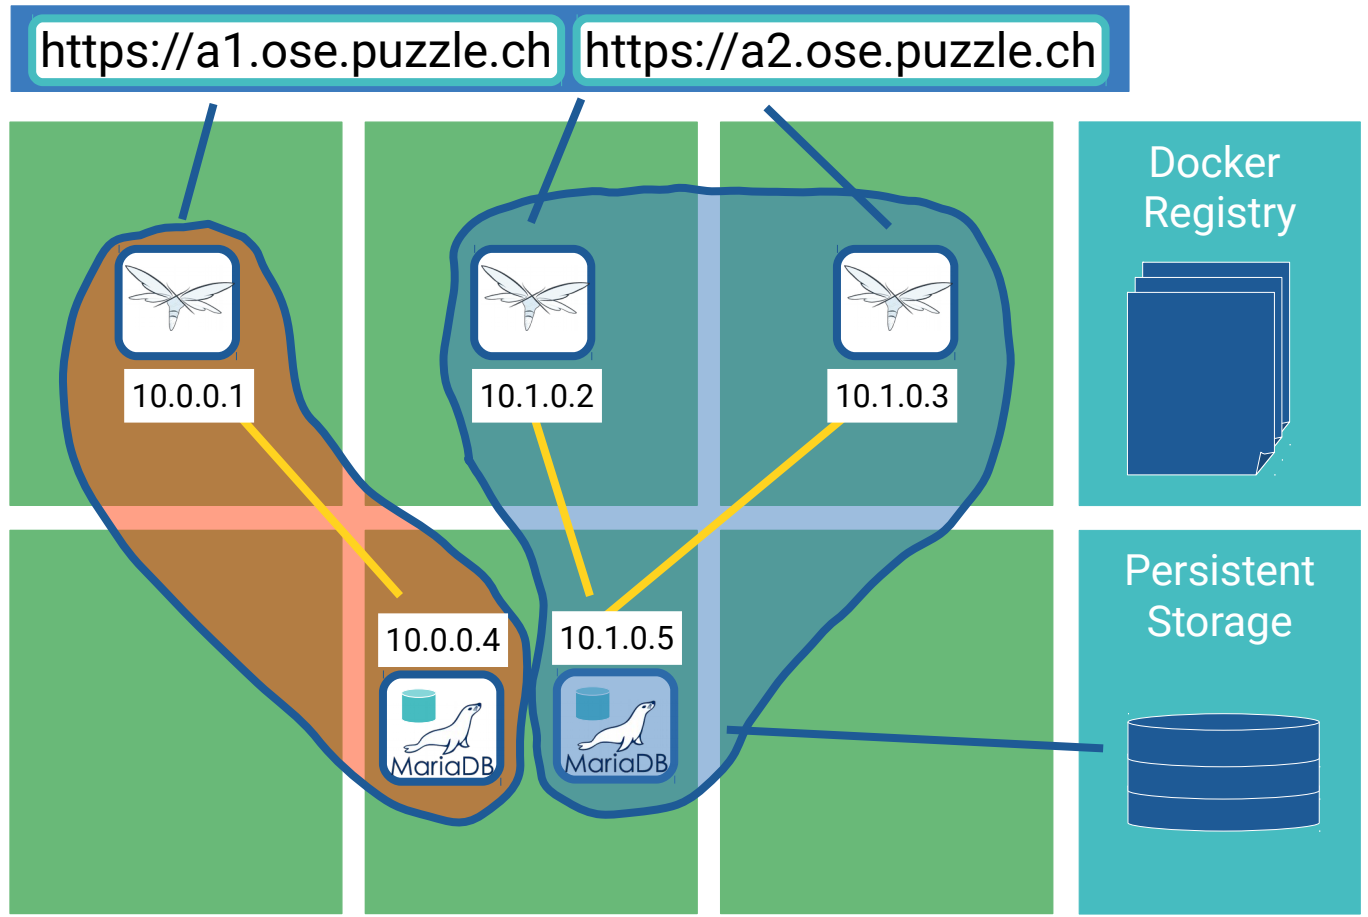 https://a1.ose.puzzle.ch
https://a2.ose.puzzle.ch
Docker
Registry
10.0.0.1
10.1.0.2
10.1.0.3
Persistent
Storage
10.0.0.4
10.1.0.5
MariaDB
MariaDB